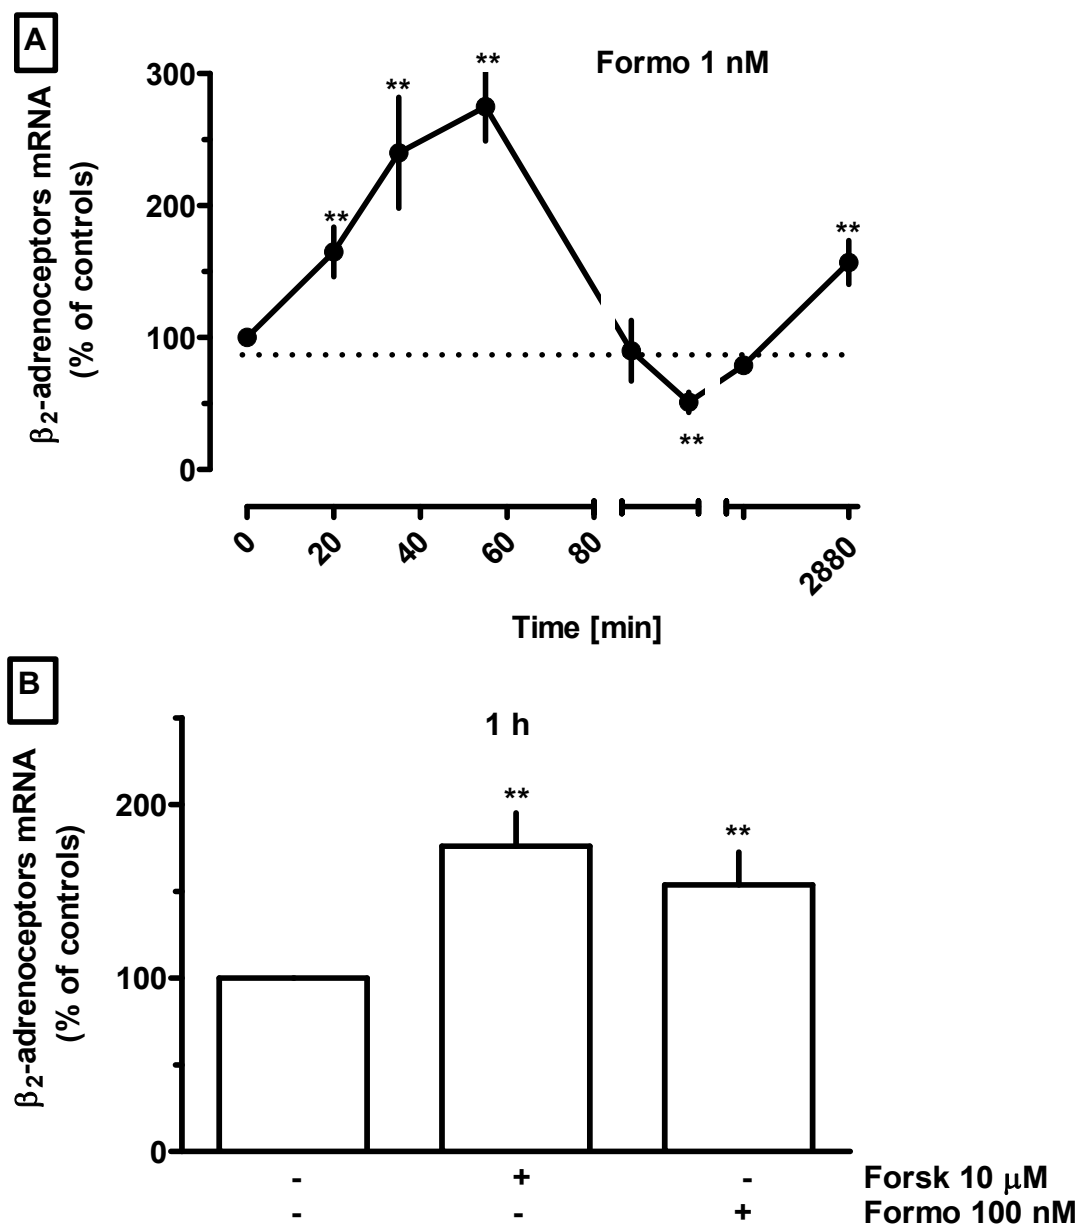 A
Formo 1 nM
β2-adrenoceptors mRNA
(% of controls)
300
200
100
0
**
**
**
**
**
0
20
40
60
80
2880
Time [min]
B
1 h
β2-adrenoceptors mRNA
(% of controls)
200
100
0
**
**
- + - Forsk 10 μM
- - + Formo 100 nM